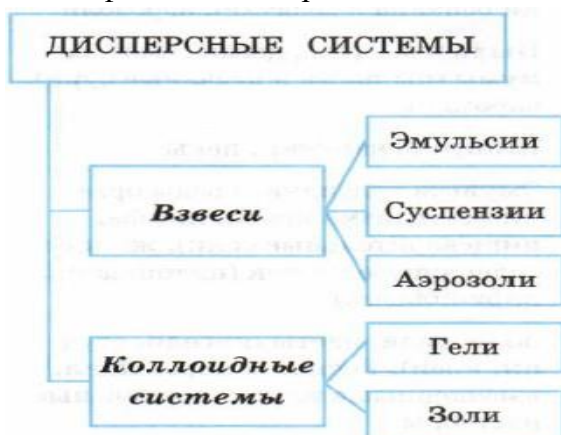 ДИСПЕРСНЫЕ СИСТЕМЫ
Взвеси
Эмульсии
Суспензии
Аэрозоли
Коллоидные
системы
Гели
Золи